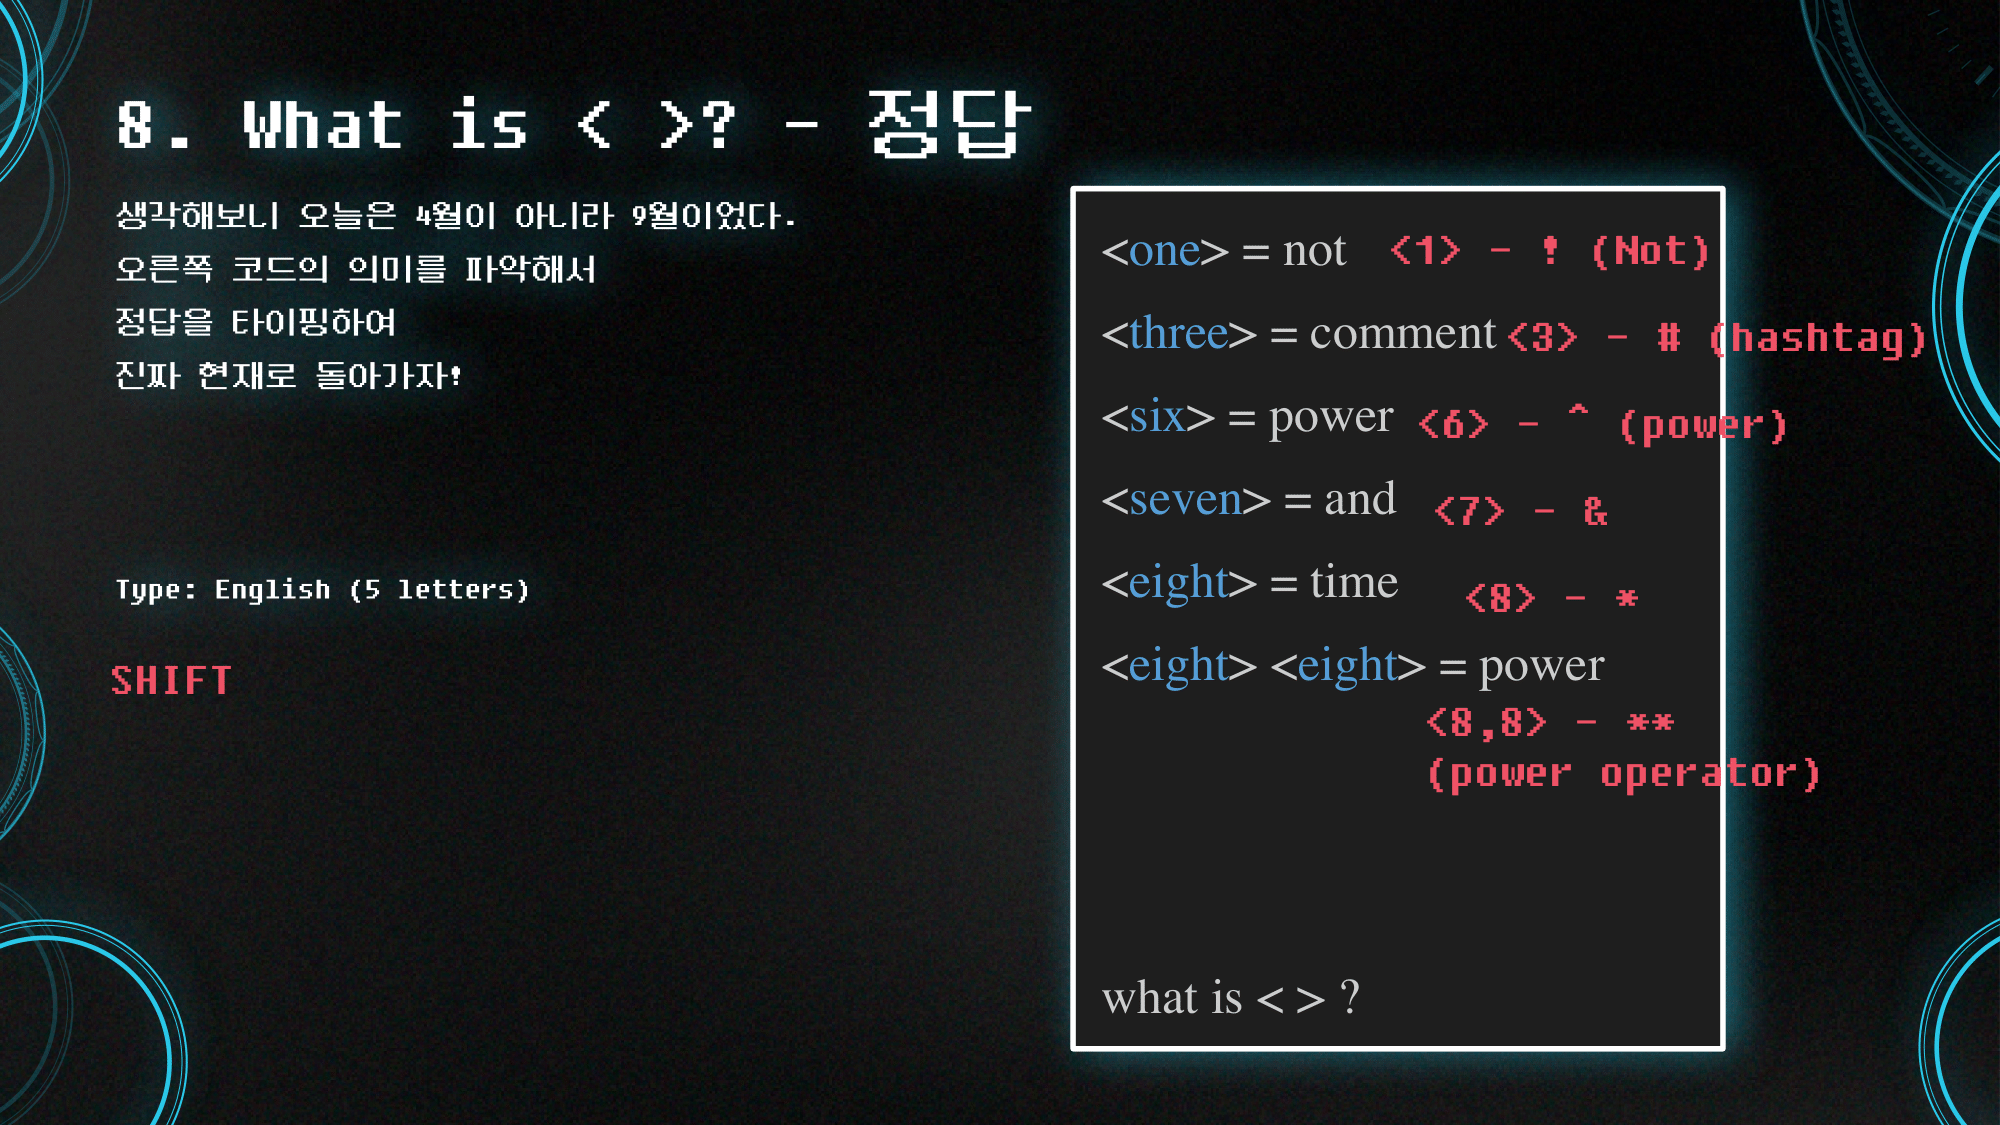 8. What is < >? - 정답
생각해보니 오늘은 4월이 아니라 9월이었다.
오른쪽 코드의 의미를 파악해서
정답을 타이핑하여
진짜 현재로 돌아가자!
Type: English (5 letters)
SHIFT
<one> = not <1> - ! (Not)
<three> = comment <3> - # (hashtag)
<six> = power <6> - ^ (power)
<seven> = and <7> - &
<eight> = time <8> - *
<eight> <eight> = power
<8,8> - **
(power operator)
what is < > ?